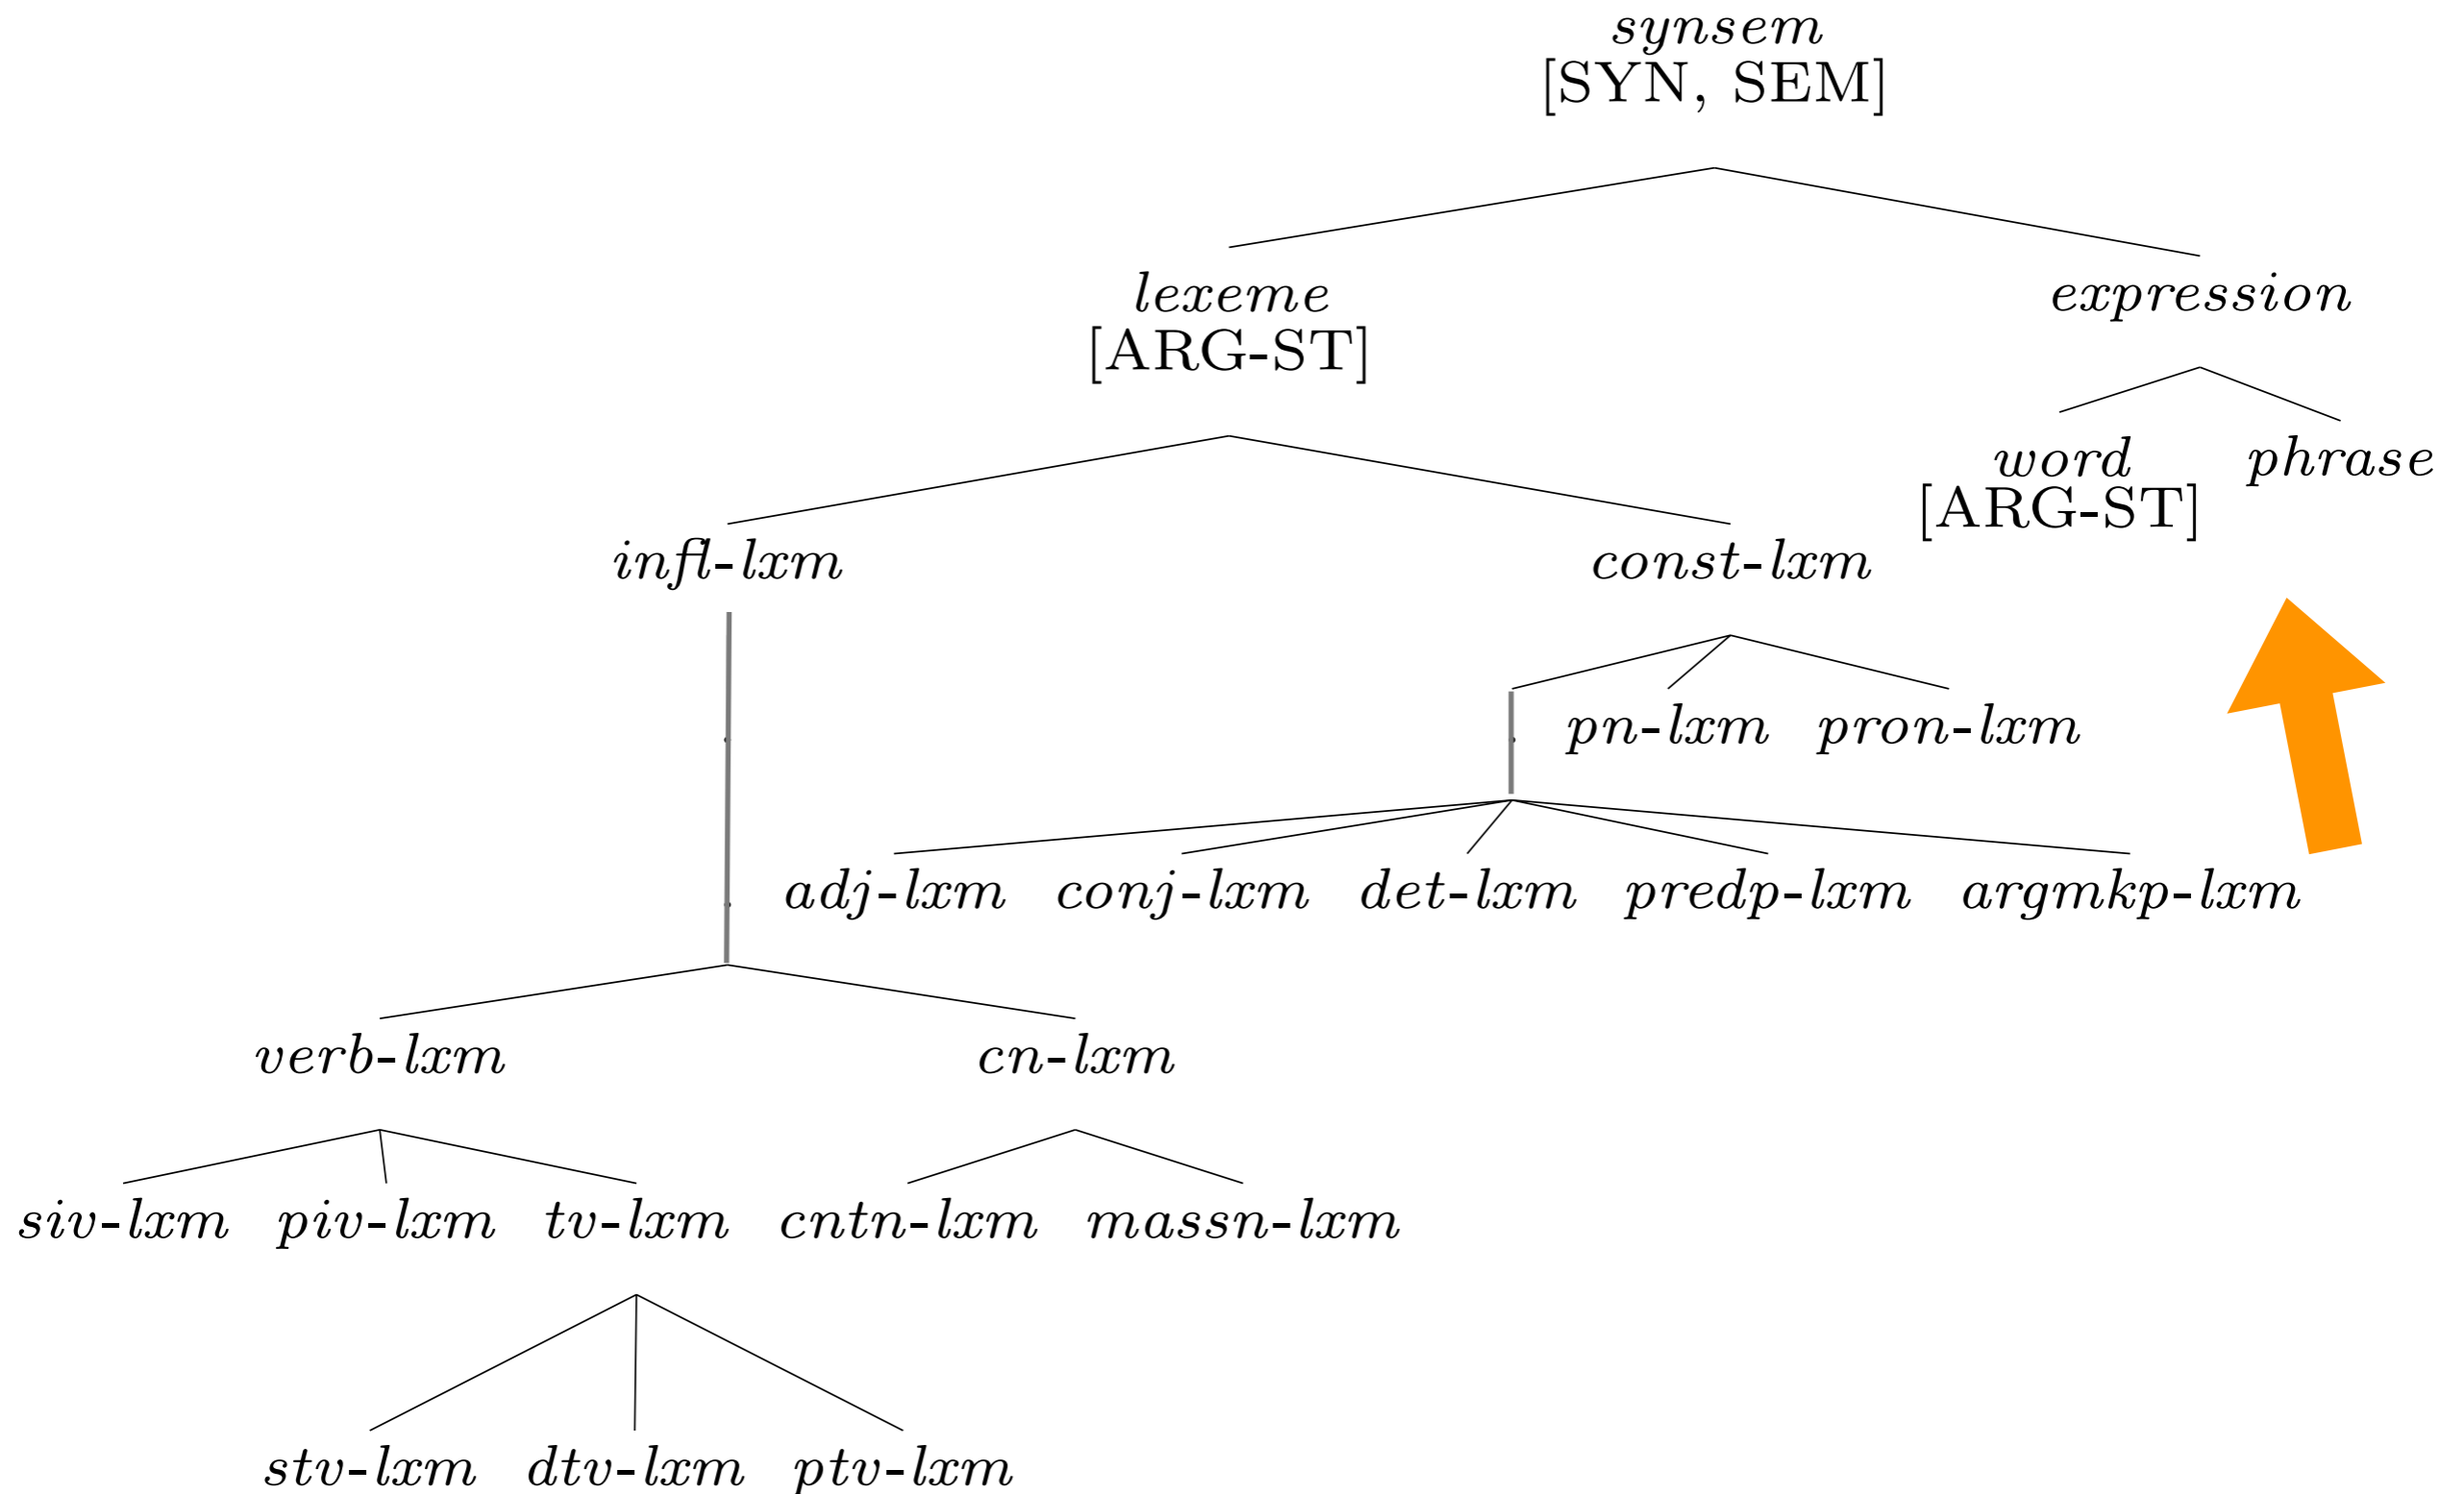 synsem
[SYN, SEM]
lexeme
[ARG-ST]
expression
word
[ARG-ST]
phrase
infl-lxm
const-lxm
pn-lxm pron-lxm
adj-lxm conj-lxm det-lxm predp-lxm argmkp-lxm
verb-lxm cn-lxm
siv-lxm piv-lxm tv-lxm cntn-lxm massn-lxm
stv-lxm dtv-lxm ptv-lxm